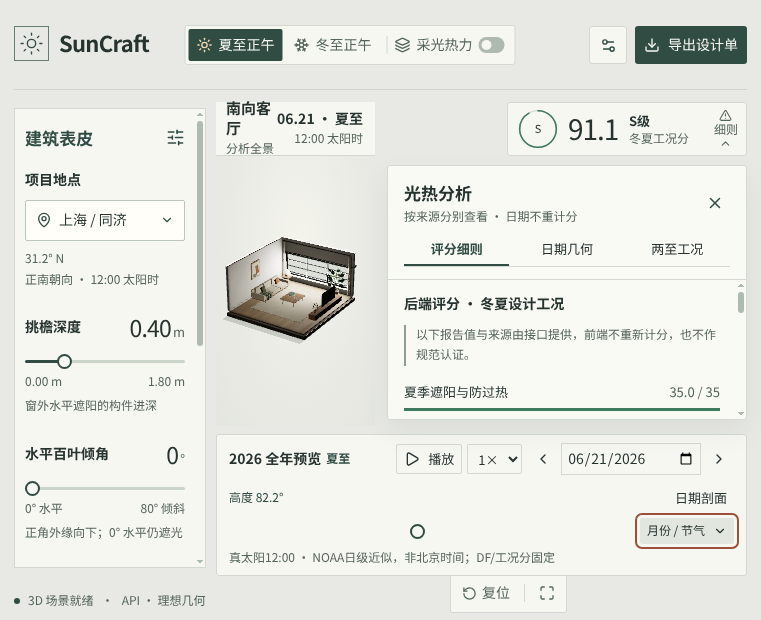 SunCraft
夏至正午
冬至正午
采光热力
导出设计单
建筑表皮
项目地点
上海 / 同济
31.2° N
正南朝向 • 12:00 太阳时
挑檐深度
0.40 m
0.00 m
1.80 m
窗外水平遮阳的构件进深
水平百叶倾角
0°
0° 水平
80° 倾斜
正角外缘向下；0° 水平仍遮光
南向客
厅
分析全景
06.21 • 夏至
12:00 太阳时
S
91.1
S级
冬夏工况分
细则
光热分析
按来源分别查看 • 日期不重计分
评分细则
日期几何
两至工况
后端评分 • 冬夏设计工况
以下报告值与来源由接口提供，前端不重新计分，也不作
规范认证。
夏季遮阳与防过热
35.0 / 35
2026 全年预览 夏至
播放
1×
06/21/2026
高度 82.2°
日期剖面
月份 / 节气
真太阳12:00 • NOAA日级近似，非北京时间；DF/工况分固定
3D 场景就绪 • API • 理想几何
复位